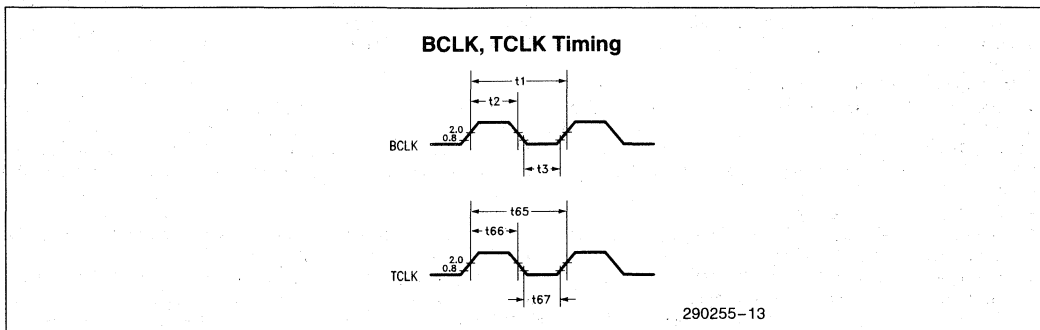 BCLK, TCLK Timing
t1
t2
2.0
0.8
BCLK
t3
t65
t66
2.0
0.8
TCLK
t67
290255-13